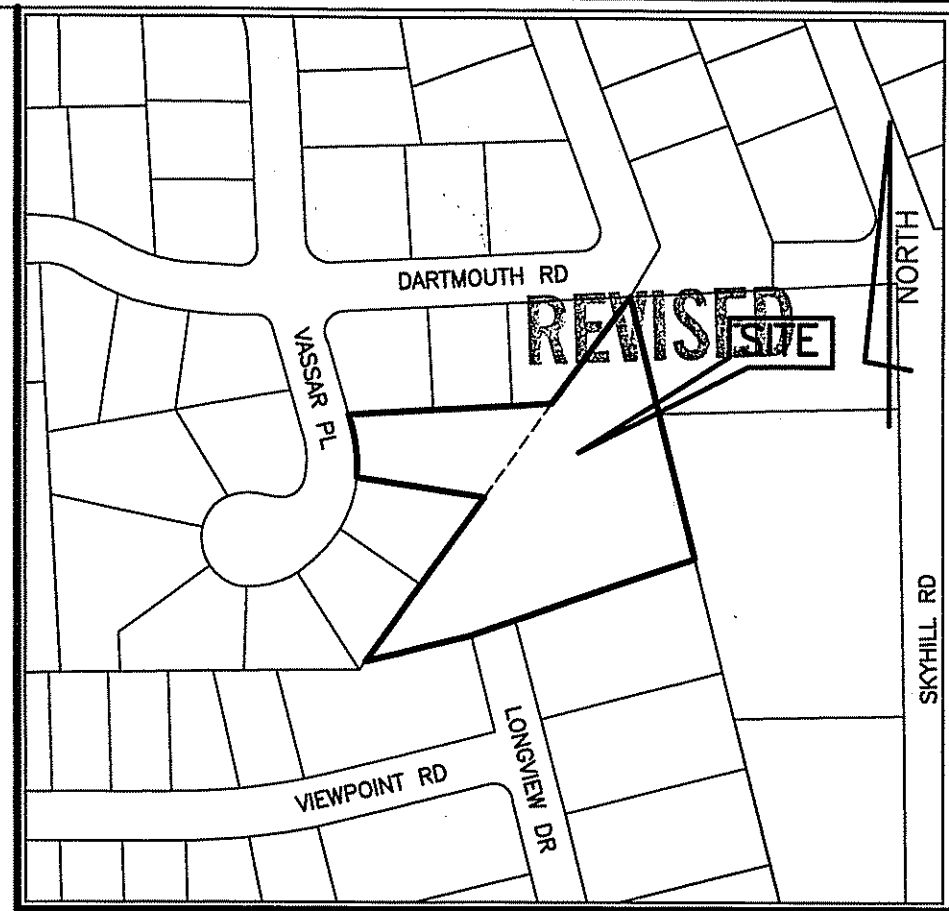 DARTMOUTH RD
NORTH
REVISED
SITE
VASSAR PL
SKYHILL RD
LONGVIEW DR
VIEWPOINT RD